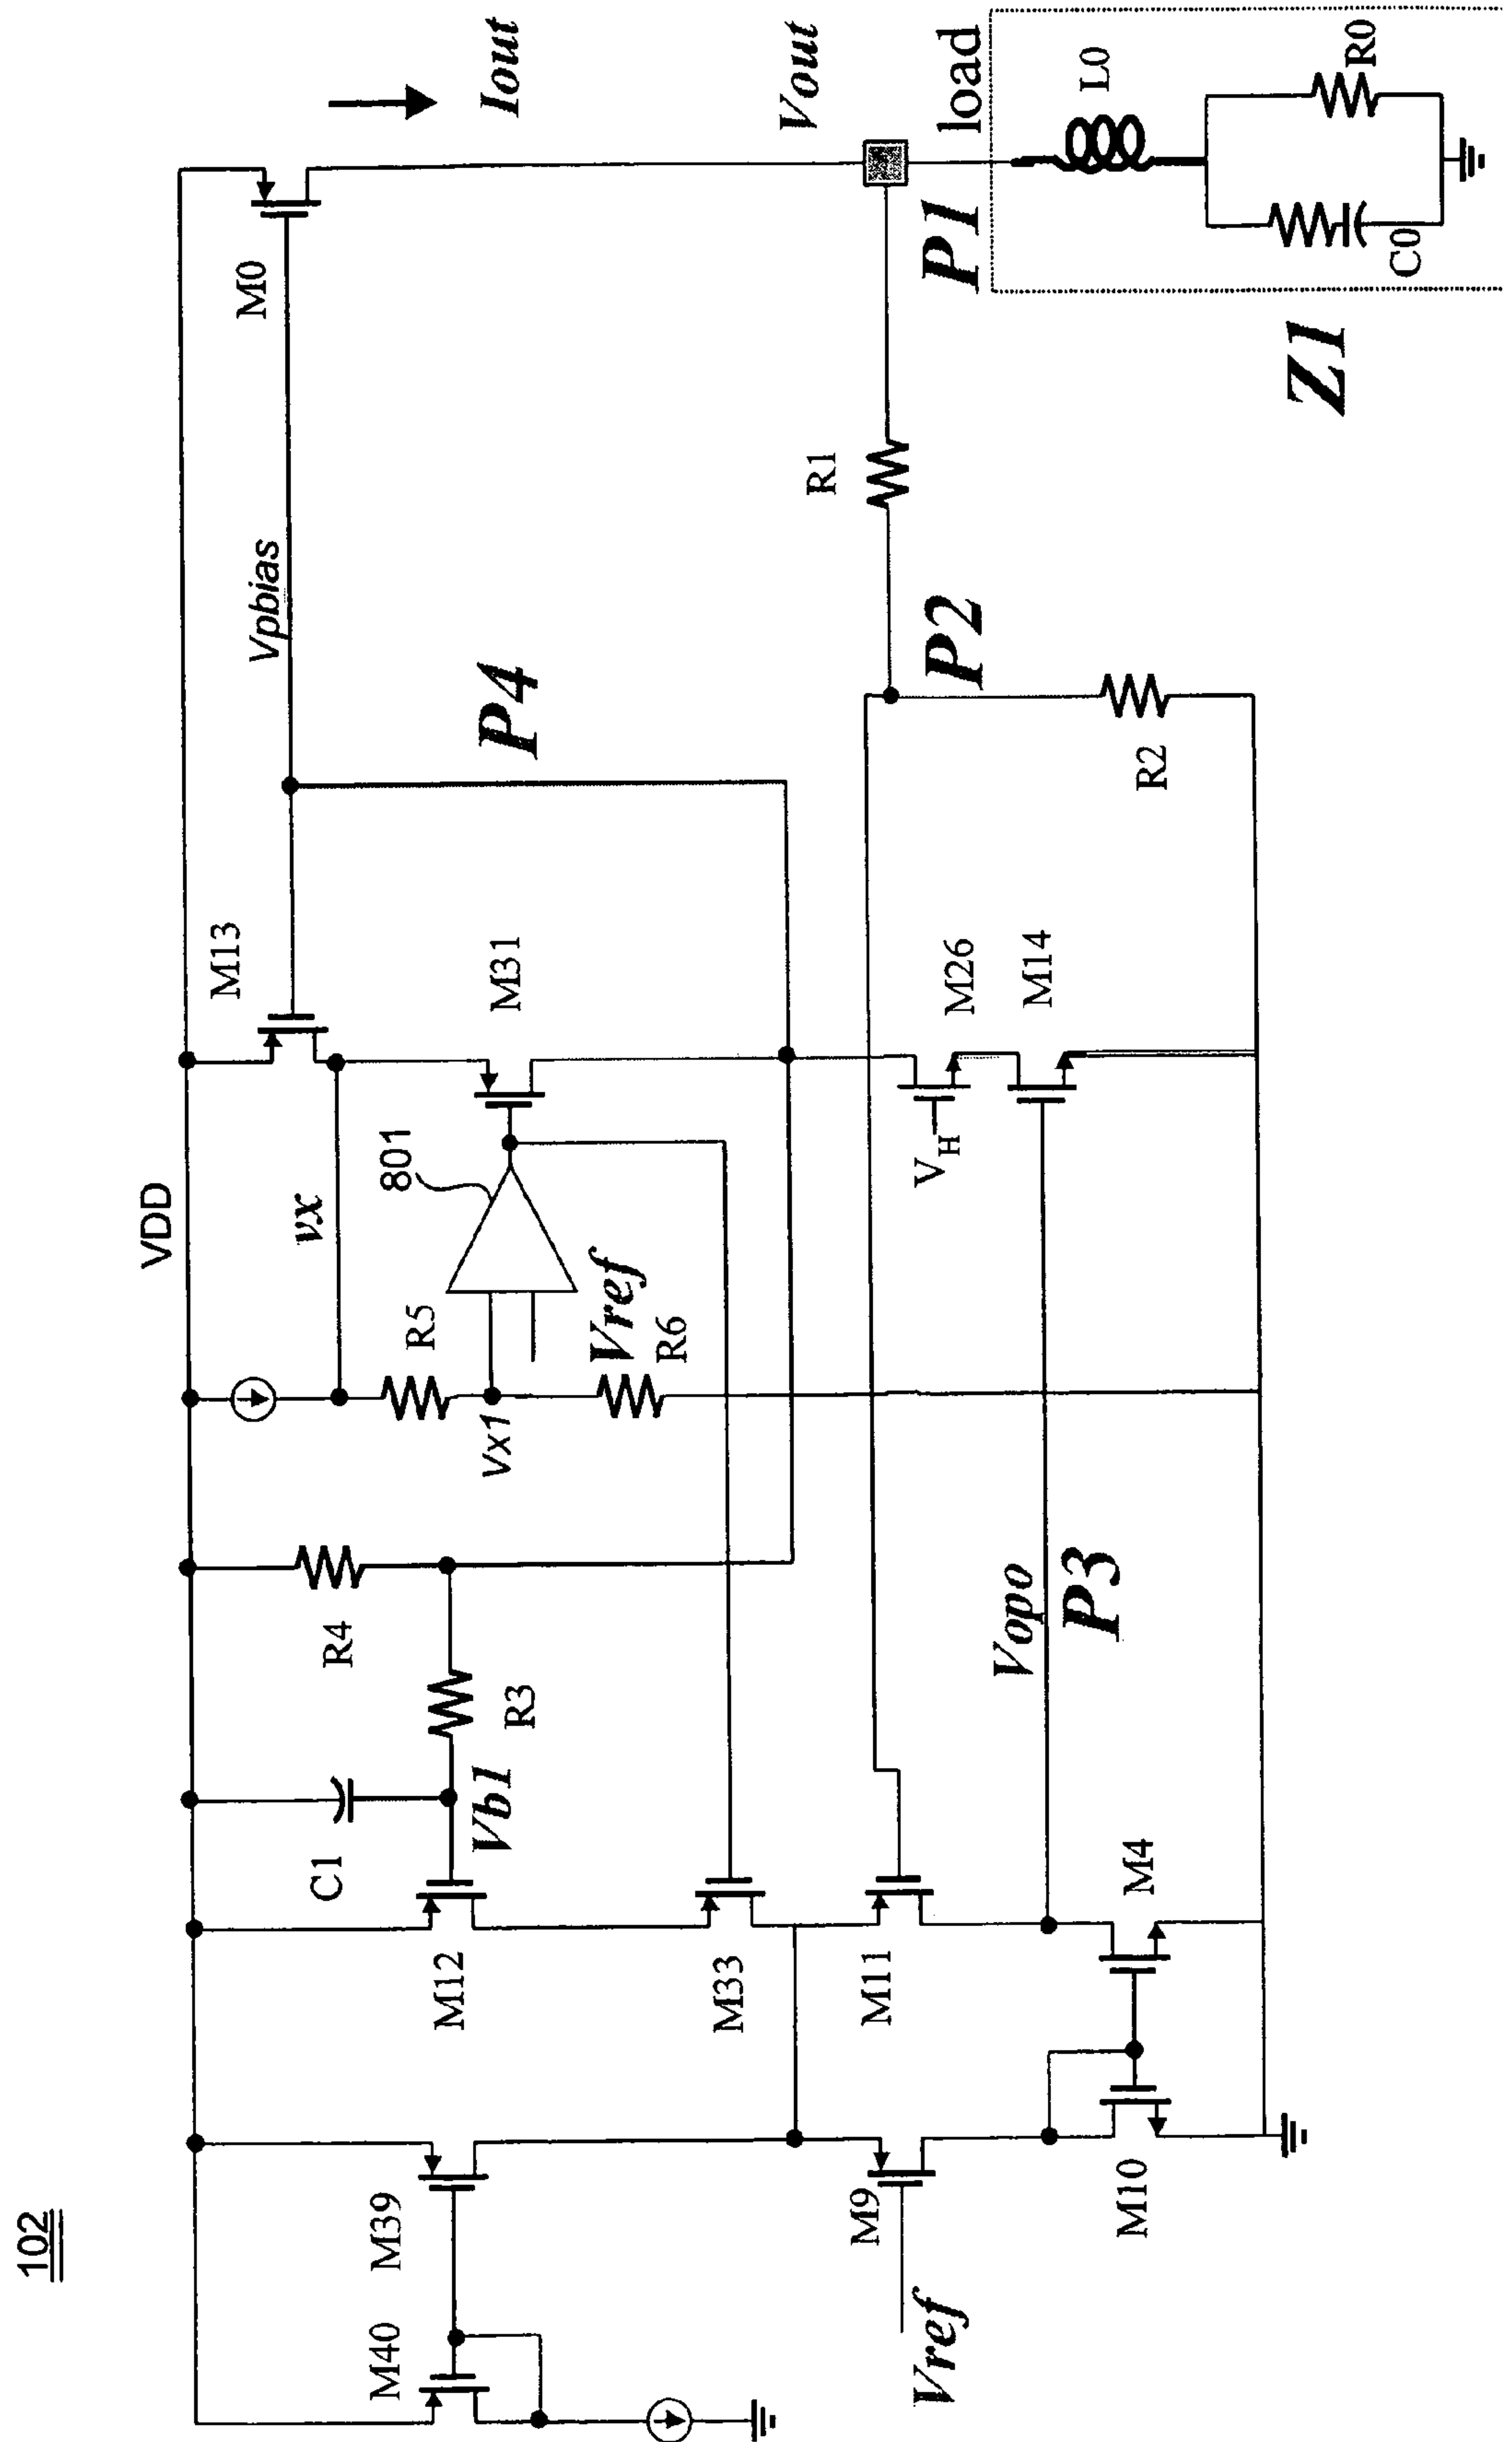 102
VDD
M40
M39
M12
C1
Vb1
R3
R4
vx
R5
vx1
801
Vref
R6
M13
M31
Vpbias
P4
M0
Iout
M33
M9
Vref
M11
M10
M4
Vopo
P3
VH
M26
M14
R1
P2
R2
Vout
P1
load
L0
R0
C0
Z1